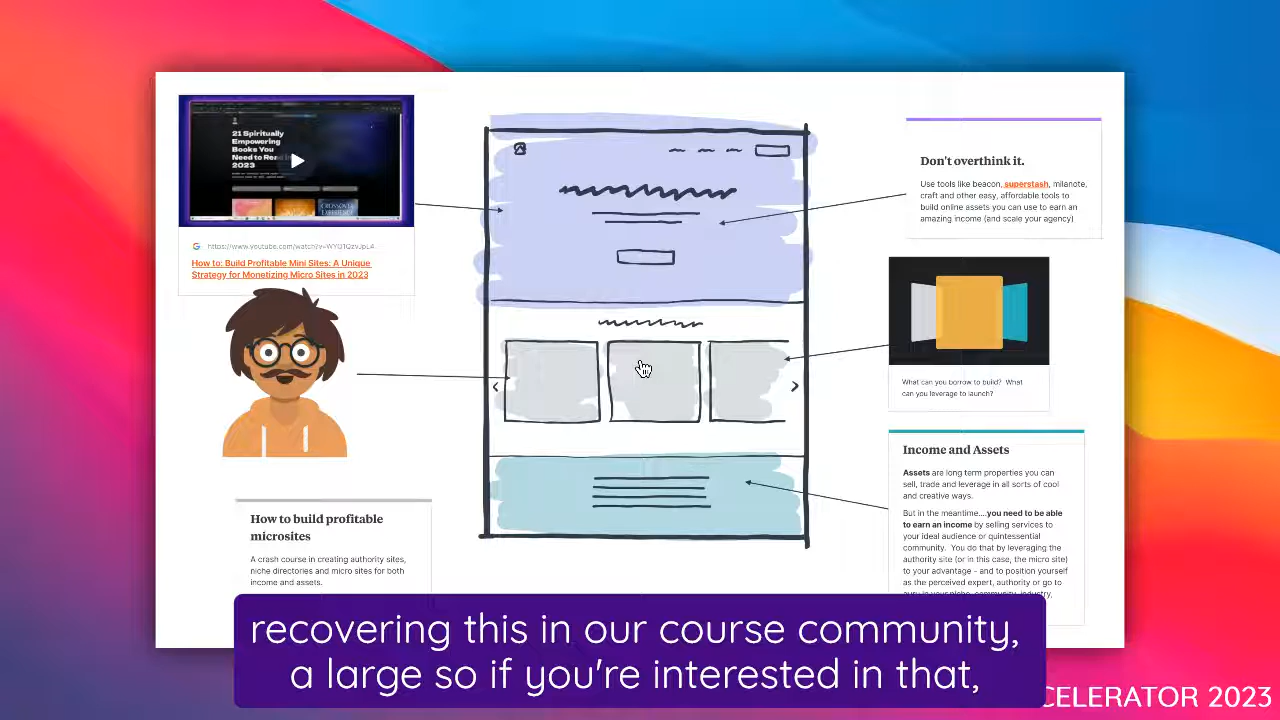 21 Spiritually
Empowering
Books You
Need to Read in
2023
How to: Build Profitable Mini Sites: A Unique
Strategy for Monetizing Micro Sites in 2023
Don't overthink it.
Use tools like beacon, superstash, milanote,
craft and other easy, affordable tools to
build online assets you can use to earn an
amazing income (and scale your agency)
What can you borrow to build? What
can you leverage to launch?
Income and Assets
Assets are long term properties you can
sell, trade and leverage in all sorts of cool
and creative ways.
But in the meantime....you need to be able
to earn an income by selling services to
your ideal audience or quintessential
community. You do that by leveraging the
authority site (or in this case, the micro site)
to your advantage - and to position yourself
as the perceived expert, authority or go to
How to build profitable
microsites
A crash course in creating authority sites,
niche directories and micro sites for both
income and assets.
recovering this in our course community,
a large so if you're interested in that,
CELERATOR 2023